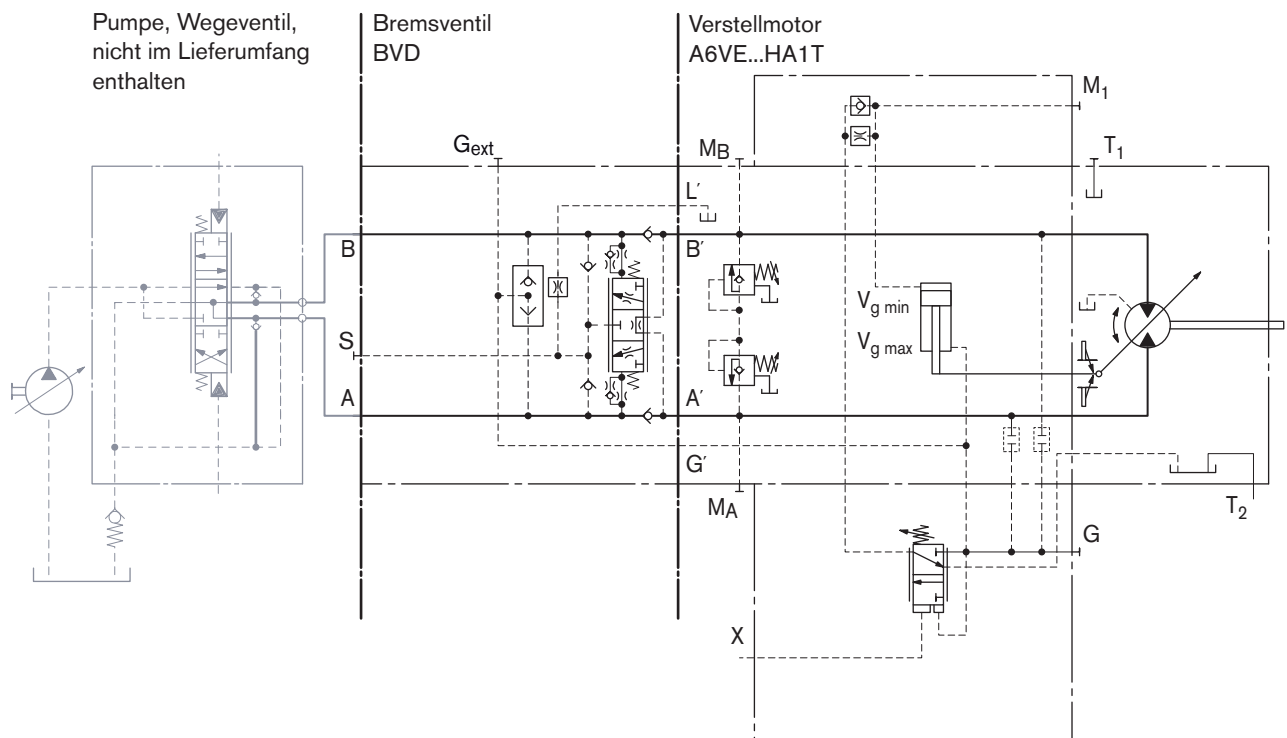 Pumpe, Wegeventil,
nicht im Lieferumfang
enthalten
Bremsventil
BVD
Verstellmotor
A6VE...HA1T
M1
Gext
MB
T1
L′
B
B′
Vg min
S
Vg max
A
A′
G′
MA
T2
G
X